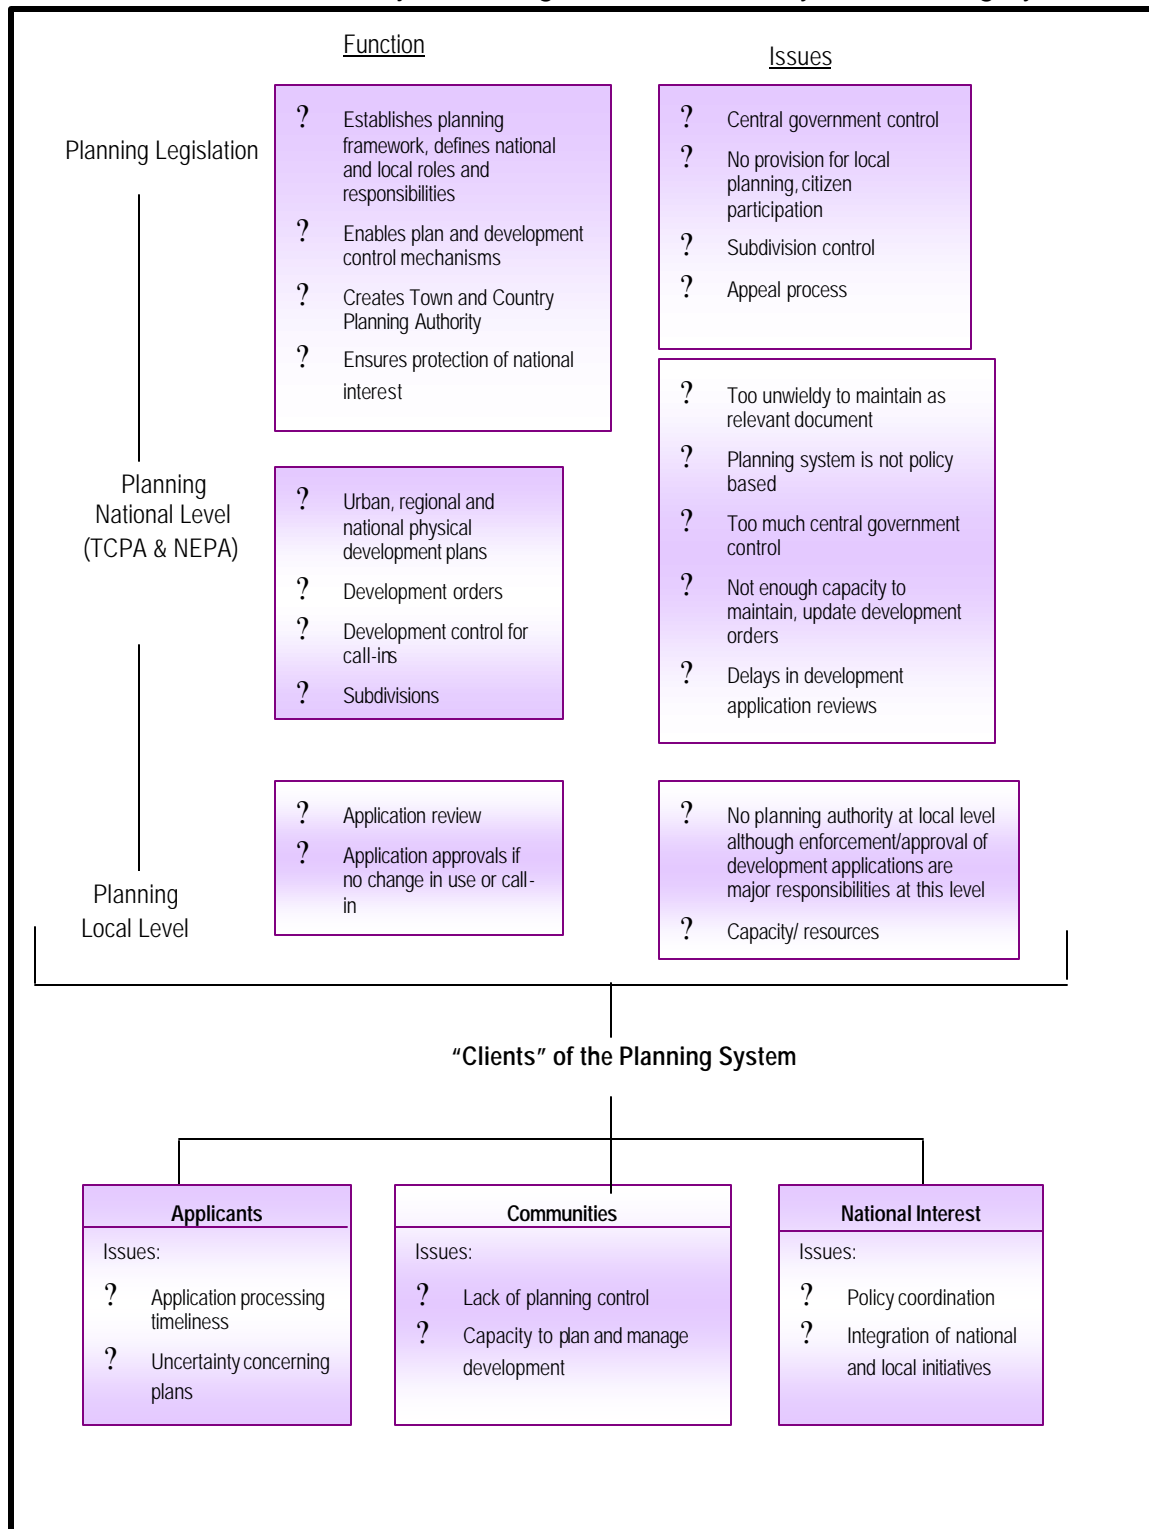 Function
Issues
Planning Legislation
? Establishes planning
framework, defines national
and local roles and
responsibilities
? Enables plan and development
control mechanisms
? Creates Town and Country
Planning Authority
? Ensures protection of national
interest
? Central government control
? No provision for local
planning, citizen
participation
? Subdivision control
? Appeal process
Planning
National Level
(TCPA & NEPA)
? Urban, regional and
national physical
development plans
? Development orders
? Development control for
call-ins
? Subdivisions
? Too unwieldy to maintain as
relevant document
? Planning system is not policy
based
? Too much central government
control
? Not enough capacity to
maintain, update development
orders
? Delays in development
application reviews
Planning
Local Level
? Application review
? Application approvals if
no change in use or call-
in
? No planning authority at local level
although enforcement/approval of
development applications are
major responsibilities at this level
? Capacity/ resources
“Clients” of the Planning System
Applicants
Issues:
? Application processing
timeliness
? Uncertainty concerning
plans
Communities
Issues:
? Lack of planning control
? Capacity to plan and manage
development
National Interest
Issues:
? Policy coordination
? Integration of national
and local initiatives